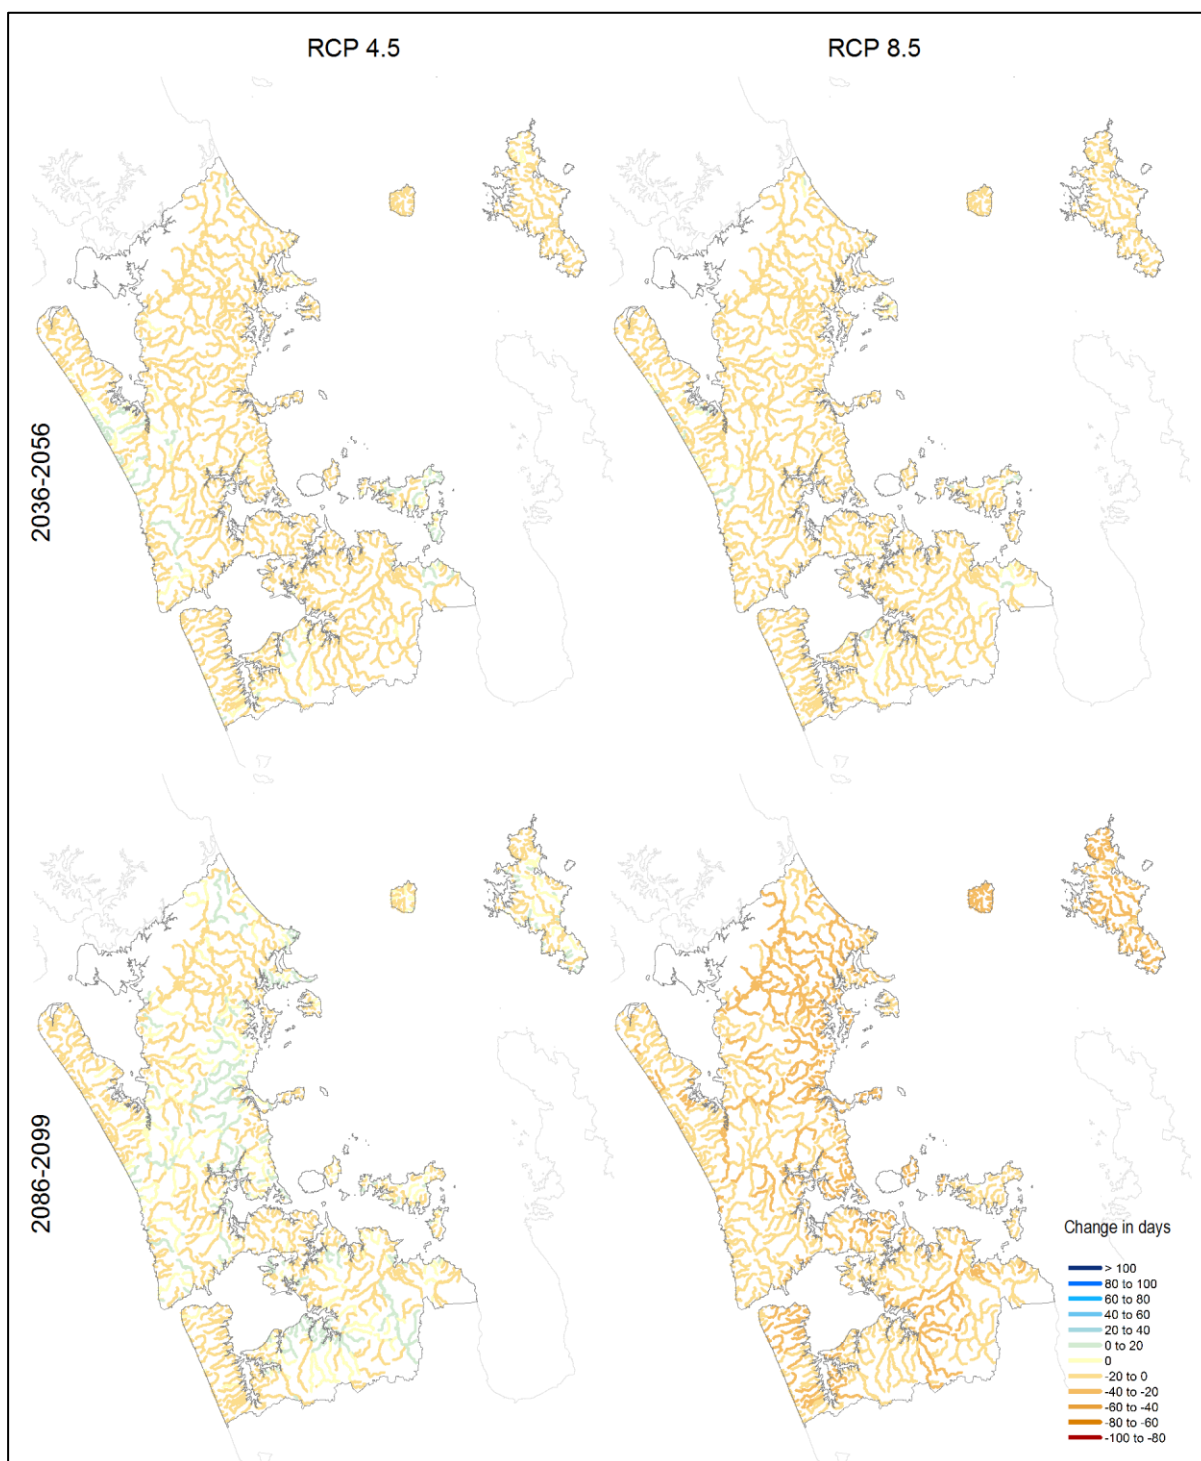 RCP 4.5
RCP 8.5
2036-2056
2086-2099
Change in days
> 100
80 to 100
60 to 80
40 to 60
20 to 40
0 to 20
0
-20 to 0
-40 to -20
-60 to -40
-80 to -60
-100 to -80